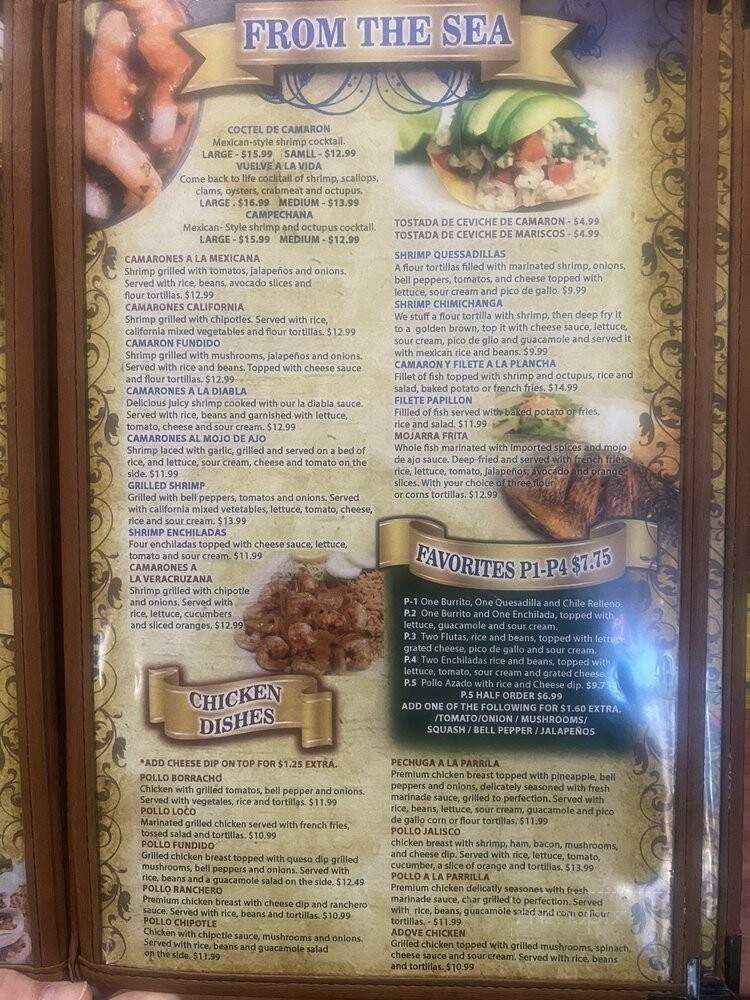 FROM THE SEA
COCTEL DE CAMARON
Mexican-style shrimp cocktail.
LARGE - $15.99 SAMLL - $12.99
VUELVE A LA VIDA
Come back to life cocktail of shrimp, scallops,
clams, oysters, crabmeat and octupus.
LARGE . $16.99 MEDIUM - $13.99
CAMPECHANA
Mexican- Style shrimp and octupus cocktail.
LARGE - $15.99 MEDIUM - $12.99
CAMARONES A LA MEXICANA
Shrimp grilled with tomatos, jalapeños and onions.
Served with rice, beans, avocado slices and
flour tortillas. $12.99
CAMARONES CALIFORNIA
Shrimp grilled with chipotles. Served with rice,
california mixed vegetables and flour tortillas. $12.99
CAMARON FUNDIDO
Shrimp grilled with mushrooms, jalapeños and onions.
Served with rice and beans. Topped with cheese sauce
and flour tortillas. $12.99
CAMARONES A LA DIABLA
Delicious juicy shrimp cooked with our la diabla sauce.
Served with rice, beans and garnished with lettuce,
tomato, cheese and sour cream. $12.99
CAMARONES AL MOJO DE AJO
Shrimp laced with garlic, grilled and served on a bed of
rice, and lettuce, sour cream, cheese and tomato on the
side. $11.99
GRILLED SHRIMP
Grilled with bell peppers, tomatos and onions. Served
with california mixed vetetables, lettuce, tomato, cheese,
rice and sour cream. $13.99
SHRIMP ENCHILADAS
Four enchiladas topped with cheese sauce, lettuce,
tomato and sour cream. $11.99
CAMARONES A
LA VERACRUZANA
Shrimp grilled with chipotle
and onions. Served with
rice, lettuce, cucumbers
and sliced oranges. $12.99
TOSTADA DE CEVICHE DE CAMARON - $4.99
TOSTADA DE CEVICHE DE MARISCOS - $4.99
SHRIMP QUESSADILLAS
A flour tortillas filled with marinated shrimp, onions,
bell peppers, tomatos, and cheese topped with
lettuce, sour cream and pico de gallo. $9.99
SHRIMP CHIMICHANGA
We stuff a flour tortilla with shrimp, then deep fry it
to a golden brown, top it with cheese sauce, lettuce,
sour cream, pico de gllo and guacamole and served it
with mexican rice and beans. $9.99
CAMARON Y FILETE A LA PLANCHA
Fillet of fish topped with shrimp and octupus, rice and
salad, baked potato or french fries. $14.99
FILETE PAPILLON
Fillled of fish served with baked potato or fries,
rice and salad. $11.99
MOJARRA FRITA
Whole fish marinated with Imported spices and mojo
de ajo sauce. Deep-fried and served with french fries,
rice, lettuce, tomato, jalapeños, avocado and orange
slices. With your choice of three flour
or corns tortillas. $12.99
FAVORITES P1-P4 $7.75
P-1 One Burrito, One Quesadilla and Chile Relleno.
P.2 One Burrito and One Enchilada, topped with
lettuce, guacamole and sour cream.
P.3 Two Flutas, rice and beans, topped with
grated cheese, pico de gallo and sour cream.
P.4 Two Enchiladas rice and beans, topped with
lettuce, tomato, sour cream and grated cheese.
P.5 Pollo Azado with rice and Cheese dip.
P.5 HALF ORDER $6.99
ADD ONE OF THE FOLLOWING FOR $1.60 EXTRA.
/TOMATO/ONION / MUSHROOMS/
SQUASH / BELL PEPPER / JALAPEÑOS
CHICKEN
DISHES
*ADD CHEESE DIP ON TOP FOR $1.25 EXTRA.
POLLO BORRACHO
Chicken with grilled tomatos, bell pepper and onions.
Served with vegetales, rice and tortillas. $11.99
POLLO LOCO
Marinated grilled chicken served with french fries,
tossed salad and tortillas. $10.99
POLLO FUNDIDO
Grilled chicken breast topped with queso dip grilled
mushrooms, bell peppers and onions. Served with
rice, beans and a guacamole salad on the side. $12.49
POLLO RANCHERO
Premium chicken breast with cheese dip and ranchero
sauce. Served with rice, beans and tortillas. $10.99
POLLO CHIPOTLE
Chicken with chipotle sauce, mushrooms and onions.
Served with rice, beans and guacamole salad
on the side. $11.99
PECHUGA A LA PARRILA
Premium chicken breast topped with pineapple, bell
peppers and onions, delicately seasoned with fresh
marinade sauce, grilled to perfection. Served with
rice, beans, lettuce, sour cream, guacamole and pico
de gallo corn or flour tortillas. $11.99
POLLO JALISCO
chicken breast with shrimp, ham, bacon, mushrooms,
and cheese dip. Served with rice, lettuce, tomato,
cucumber, a slice of orange and tortillas. $13.99
POLLO A LA PARRILLA
Premium chicken delicatly seasones with fresh
marinade sauce, char grilled to perfection. Served
with rice, beans, guacamole salad and corn or flour
tortillas. - $11.99
ADOVE CHICKEN
Grilled chicken topped with grilled mushrooms, spinach,
cheese sauce and sour cream. Served with rice, beans
and tortillas. $10.99